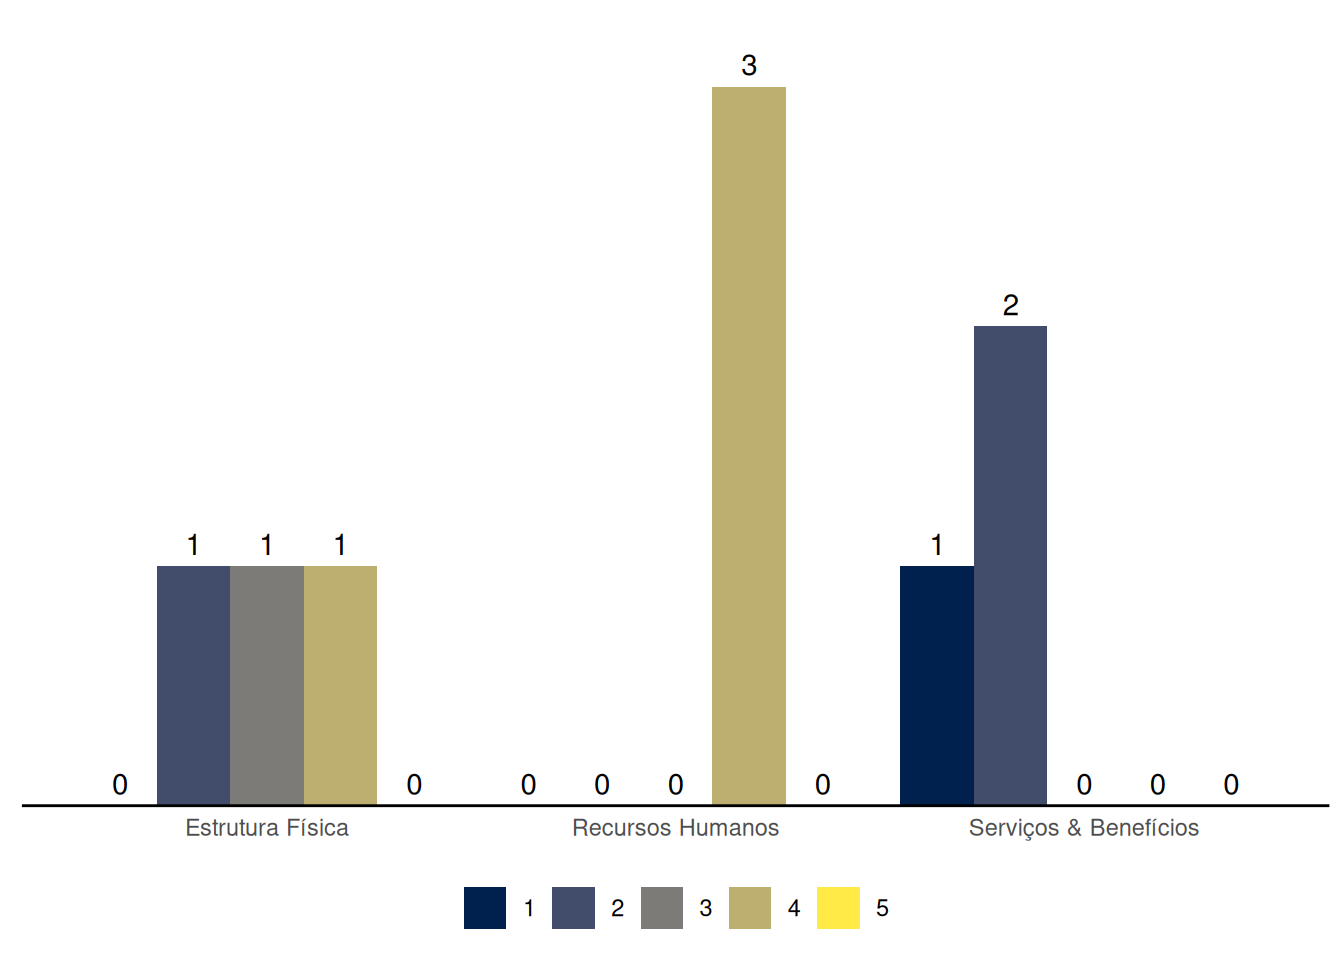 3
2
1 1 1 1
0 0 0 0 0 0 0 0 0
Estrutura Física Recursos Humanos Serviços & Benefícios
1 2 3 4 5